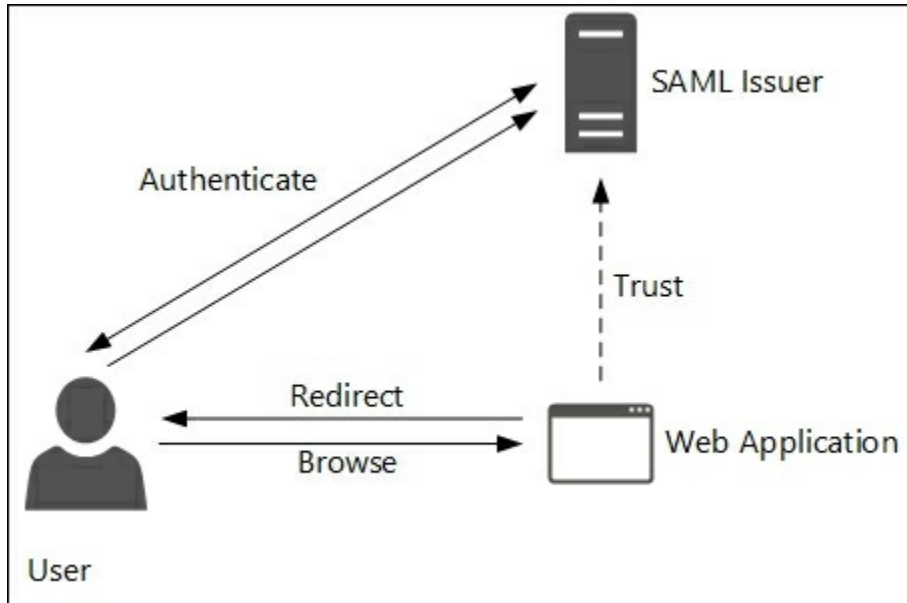 SAML Issuer
Authenticate
Trust
Redirect
Web Application
Browse
User